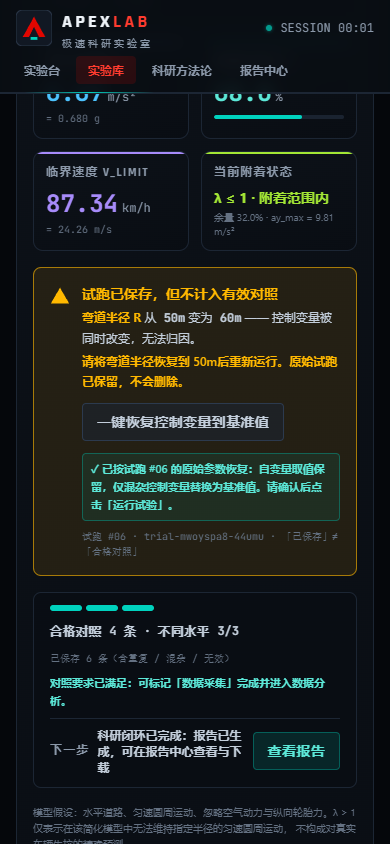 APEXLAB
极速科研实验室
SESSION 00:01
实验台 实验库 科研方法论 报告中心
m/s²
%
= 0.680 g
临界速度 V_LIMIT
87.34 km/h
= 24.26 m/s
当前附着状态
λ ≤ 1 · 附着范围内
余量 32.0% · ay_max = 9.81
m/s²
试跑已保存，但不计入有效对照
弯道半径 R 从 50m 变为 60m —— 控制变量被
同时改变，无法归因。
请将弯道半径恢复到 50m后重新运行。原始试跑
已保留，不会删除。
一键恢复控制变量到基准值
✓ 已按试跑 #06 的原始参数恢复：自变量取值保
留，仅混杂控制变量替换为基准值。请确认后点
击「运行试验」。
试跑 #06 · trial-mwoyspa8-44umu · 「已保存」≠
「合格对照」
合格对照 4 条 · 不同水平 3/3
已保存 6 条（含重复 / 混杂 / 无效）
对照要求已满足：可标记「数据采集」完成并进入数据分
析。
下一步
科研闭环已完成：报告已生
成，可在报告中心查看与下
载
查看报告
模型假设：水平道路、匀速圆周运动、忽略空气动力与纵向轮胎力。λ > 1
仅表示在该简化模型中无法维持指定半径的匀速圆周运动，不构成对真实